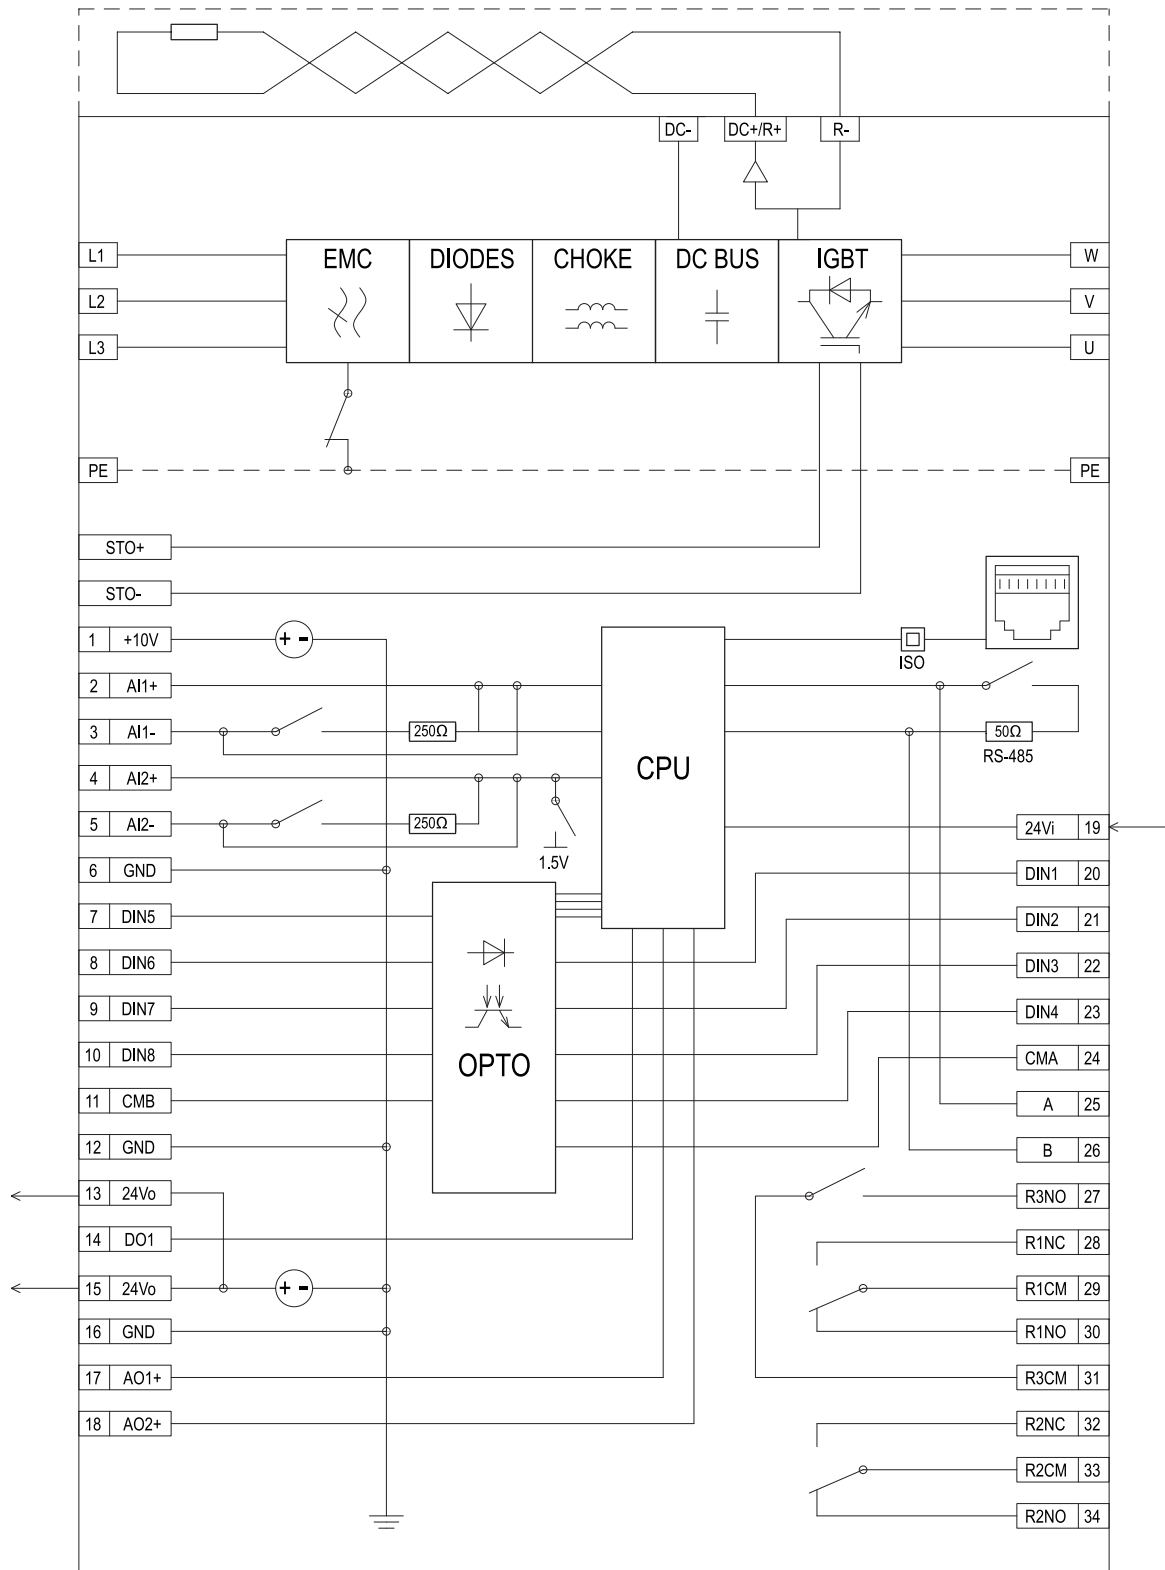 DC- DC+/R+ R-
L1 EMC DIODES CHOKE DC BUS IGBT W
L2 V
L3 U
PE PE
STO+
STO-
1 +10V + - ISO
2 AI1+
3 AI1- 250Ω 50Ω
RS-485
4 AI2+ CPU
5 AI2- 250Ω 24Vi 19
1.5V
6 GND DIN1 20
7 DIN5 DIN2 21
8 DIN6 DIN3 22
9 DIN7 DIN4 23
10 DIN8 OPTO CMA 24
11 CMB A 25
12 GND B 26
13 24Vo R3NO 27
14 DO1 R1NC 28
15 24Vo + - R1CM 29
16 GND R1NO 30
17 AO1+ R3CM 31
18 AO2+ R2NC 32
R2CM 33
R2NO 34